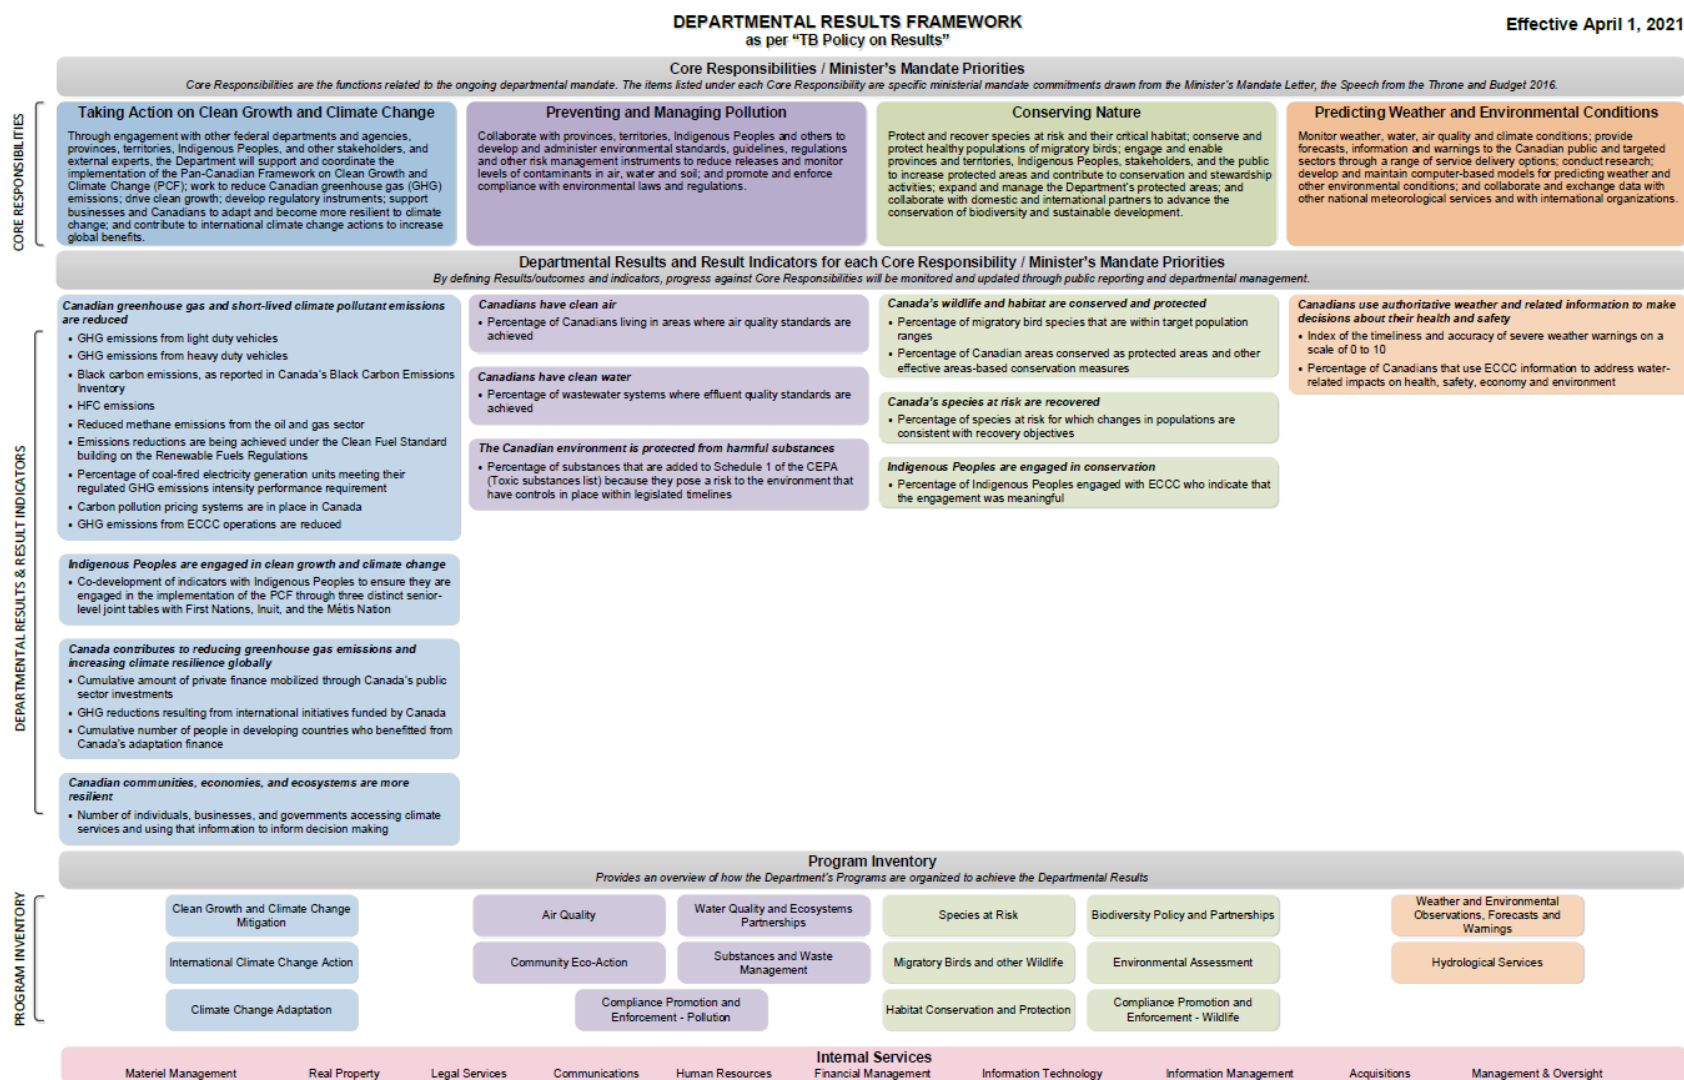 DEPARTMENTAL RESULTS FRAMEWORK
as per “TB Policy on Results”
Effective April 1, 2021
Core Responsibilities / Minister’s Mandate Priorities
Core Responsibilities are the functions related to the ongoing departmental mandate. The items listed under each Core Responsibility are specific ministerial mandate commitments drawn from the Minister’s Mandate Letter, the Speech from the Throne and Budget 2016.
CORE RESPONSIBILITIES
Taking Action on Clean Growth and Climate Change
Through engagement with other federal departments and agencies,
provinces, territories, Indigenous Peoples, and other stakeholders, and
external experts, the Department will support and coordinate the
implementation of the Pan-Canadian Framework on Clean Growth and
Climate Change (PCF); work to reduce Canadian greenhouse gas (GHG)
emissions; drive clean growth; develop regulatory instruments; support
businesses and Canadians to adapt and become more resilient to climate
change; and contribute to international climate change actions to increase
global benefits.
Preventing and Managing Pollution
Collaborate with provinces, territories, Indigenous Peoples and others to
develop and administer environmental standards, guidelines, regulations
and other risk management instruments to reduce releases and monitor
levels of contaminants in air, water and soil; and promote and enforce
compliance with environmental laws and regulations.
Conserving Nature
Protect and recover species at risk and their critical habitat; conserve and
protect healthy populations of migratory birds; engage and enable
provinces and territories, Indigenous Peoples, stakeholders, and the public
to increase protected areas and contribute to conservation and stewardship
activities; expand and manage the Department’s protected areas; and
collaborate with domestic and international partners to advance the
conservation of biodiversity and sustainable development.
Predicting Weather and Environmental Conditions
Monitor weather, water, air quality and climate conditions; provide
forecasts, information and warnings to the Canadian public and targeted
sectors through a range of service delivery options; conduct research;
develop and maintain computer-based models for predicting weather and
other environmental conditions; and collaborate and exchange data with
other national meteorological services and with international organizations.
Departmental Results and Result Indicators for each Core Responsibility / Minister’s Mandate Priorities
By defining Results/outcomes and indicators, progress against Core Responsibilities will be monitored and updated through public reporting and departmental management.
DEPARTMENTAL RESULTS & RESULT INDICATORS
Canadian greenhouse gas and short-lived climate pollutant emissions
are reduced
• GHG emissions from light duty vehicles
• GHG emissions from heavy duty vehicles
• Black carbon emissions, as reported in Canada’s Black Carbon Emissions
Inventory
• HFC emissions
• Reduced methane emissions from the oil and gas sector
• Emissions reductions are being achieved under the Clean Fuel Standard
building on the Renewable Fuels Regulations
• Percentage of coal-fired electricity generation units meeting their
regulated GHG emissions intensity performance requirement
• Carbon pollution pricing systems are in place in Canada
• GHG emissions from ECCC operations are reduced
Indigenous Peoples are engaged in clean growth and climate change
• Co-development of indicators with Indigenous Peoples to ensure they are
engaged in the implementation of the PCF through three distinct senior-
level joint tables with First Nations, Inuit, and the Métis Nation
Canada contributes to reducing greenhouse gas emissions and
increasing climate resilience globally
• Cumulative amount of private finance mobilized through Canada’s public
sector investments
• GHG reductions resulting from international initiatives funded by Canada
• Cumulative number of people in developing countries who benefitted from
Canada’s adaptation finance
Canadian communities, economies, and ecosystems are more
resilient
• Number of individuals, businesses, and governments accessing climate
services and using that information to inform decision making
Canadians have clean air
• Percentage of Canadians living in areas where air quality standards are
achieved
Canadians have clean water
• Percentage of wastewater systems where effluent quality standards are
achieved
The Canadian environment is protected from harmful substances
• Percentage of substances that are added to Schedule 1 of the CEPA
(Toxic substances list) because they pose a risk to the environment that
have controls in place within legislated timelines
Canada’s wildlife and habitat are conserved and protected
• Percentage of migratory bird species that are within target population
ranges
• Percentage of Canadian areas conserved as protected areas and other
effective areas-based conservation measures
Canada’s species at risk are recovered
• Percentage of species at risk for which changes in populations are
consistent with recovery objectives
Indigenous Peoples are engaged in conservation
• Percentage of Indigenous Peoples engaged with ECCC who indicate that
the engagement was meaningful
Canadians use authoritative weather and related information to make
decisions about their health and safety
• Index of the timeliness and accuracy of severe weather warnings on a
scale of 0 to 10
• Percentage of Canadians that use ECCC information to address water-
related impacts on health, safety, economy and environment
Program Inventory
Provides an overview of how the Department’s Programs are organized to achieve the Departmental Results
PROGRAM INVENTORY
Clean Growth and Climate Change
Mitigation
International Climate Change Action
Climate Change Adaptation
Air Quality
Water Quality and Ecosystems
Partnerships
Community Eco-Action
Substances and Waste
Management
Compliance Promotion and
Enforcement - Pollution
Species at Risk
Biodiversity Policy and Partnerships
Migratory Birds and other Wildlife
Environmental Assessment
Habitat Conservation and Protection
Compliance Promotion and
Enforcement - Wildlife
Weather and Environmental
Observations, Forecasts and
Warnings
Hydrological Services
Internal Services
Materiel Management Real Property Legal Services Communications Human Resources Financial Management Information Technology Information Management Acquisitions Management & Oversight